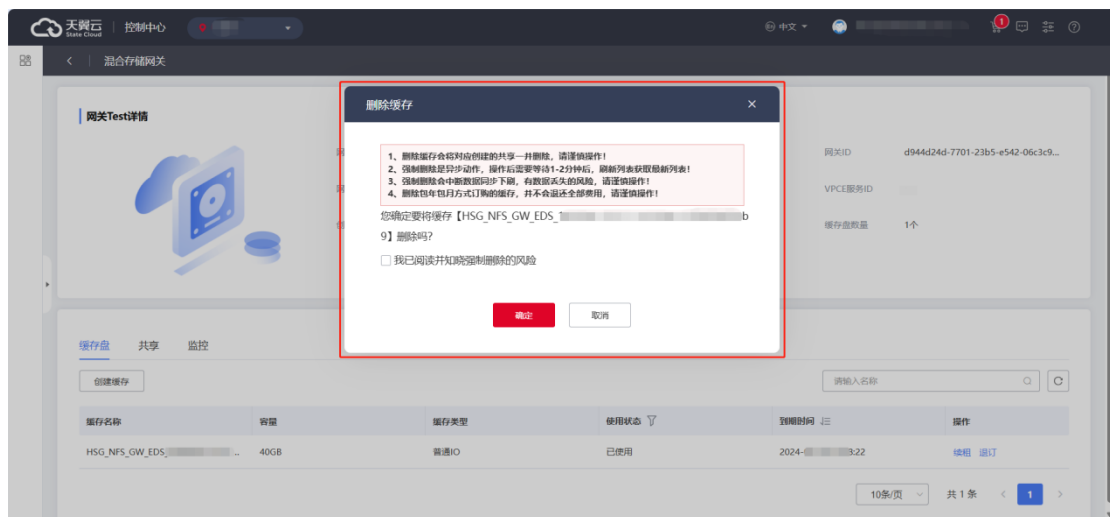 天翼云
State Cloud
控制中心
中文
1
混合存储网关
网关Test详情
网关ID
d944d24d-7701-23b5-e542-06c3c9...
VPCE服务ID
缓存盘数量
1个
删除缓存
1、删除缓存会将对应创建的共享一并删除，请谨慎操作！
2、强制删除是异步动作，操作后需要等待1-2分钟后，刷新列表获取最新列表！
3、强制删除会中断数据同步下刷，有数据丢失的风险，请谨慎操作！
4、删除包年包月方式订购的缓存，并不会退还全部费用，请谨慎操作！
您确定要将缓存【HSG_NFS_GW_EDS_ b
9】删除吗?
我已阅读并知晓强制删除的风险
确定
取消
缓存盘
共享
监控
创建缓存
请输入名称
缓存名称
容量
缓存类型
使用状态
到期时间
操作
HSG_NFS_GW_EDS_ ..
40GB
普通IO
已使用
2024- 3:22
续租
退订
10条/页
共 1 条
1